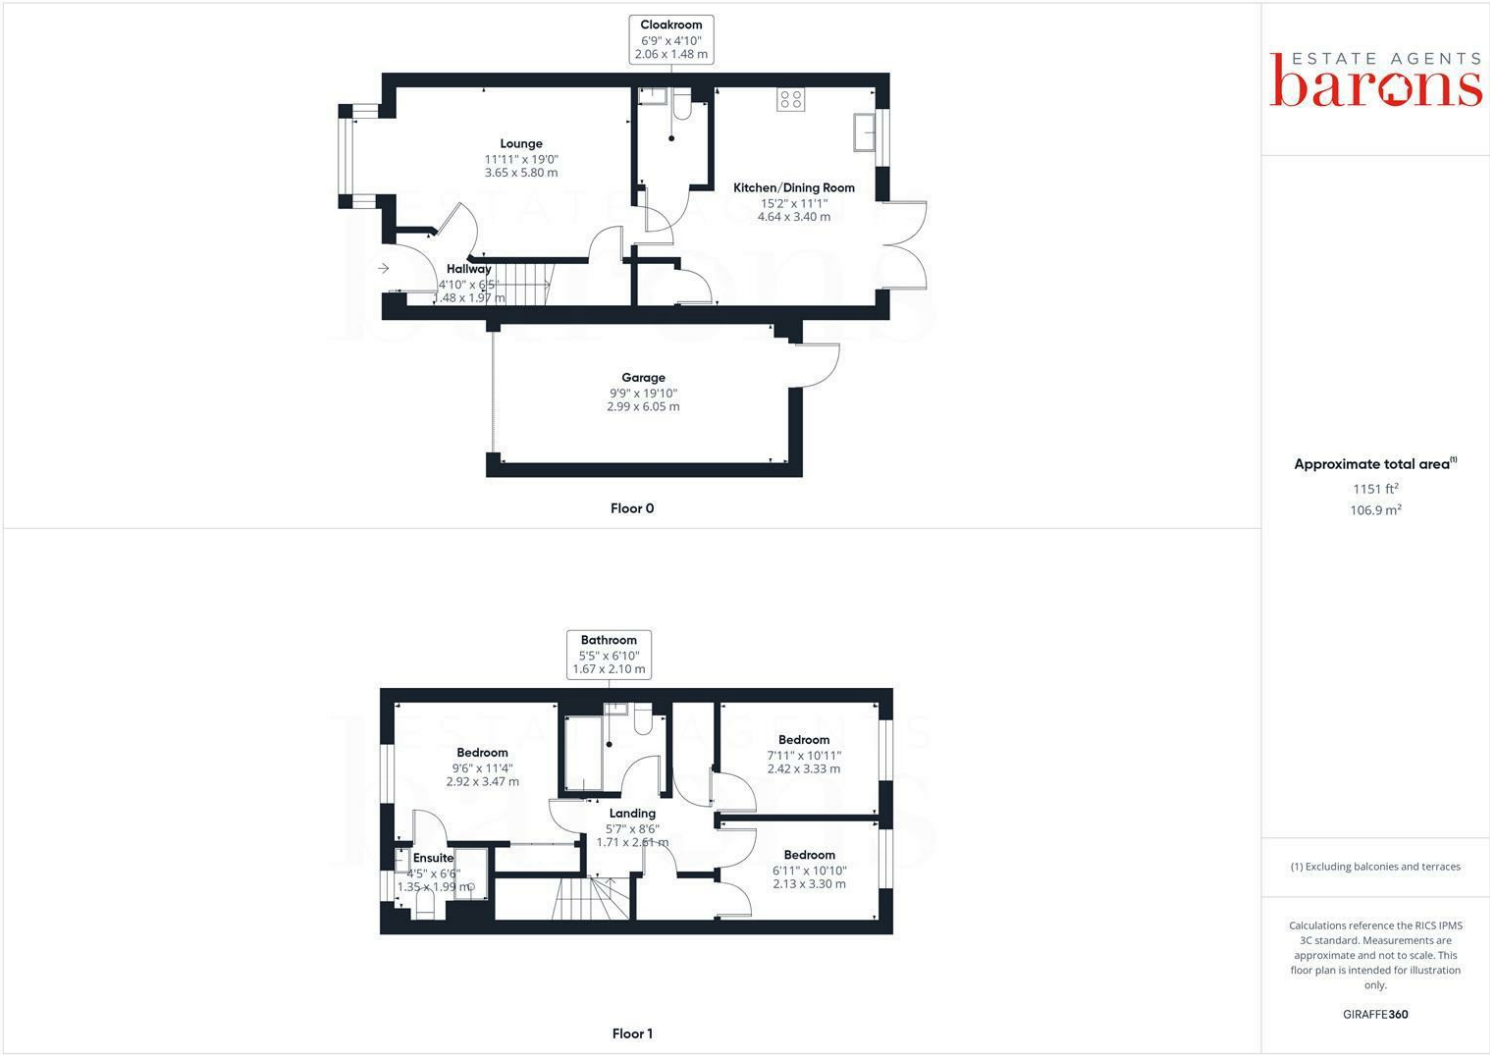 Cloakroom
6'9" x 4'10"
2.06 x 1.48 m
Lounge
11'11" x 19'0"
3.65 x 5.80 m
Kitchen/Dining Room
15'2" x 11'1"
4.64 x 3.40 m
Hallway
4'10" x 6'5"
1.48 x 1.97 m
Garage
9'9" x 19'10"
2.99 x 6.05 m
Floor 0
Bathroom
5'5" x 6'10"
1.67 x 2.10 m
Bedroom
9'6" x 11'4"
2.92 x 3.47 m
Bedroom
7'11" x 10'11"
2.42 x 3.33 m
Landing
5'7" x 8'6"
1.71 x 2.61 m
Ensuite
4'5" x 6'6"
1.35 x 1.99 m
Bedroom
6'11" x 10'10"
2.13 x 3.30 m
Floor 1
ESTATE AGENTS
barons
Approximate total area(1)
1151 ft²
106.9 m²
(1) Excluding balconies and terraces
Calculations reference the RICS IPMS
3C standard. Measurements are
approximate and not to scale. This
floor plan is intended for illustration
only.
GIRAFFE360
ESTATE AGENTS
barons
ESTATE AGENTS
barons